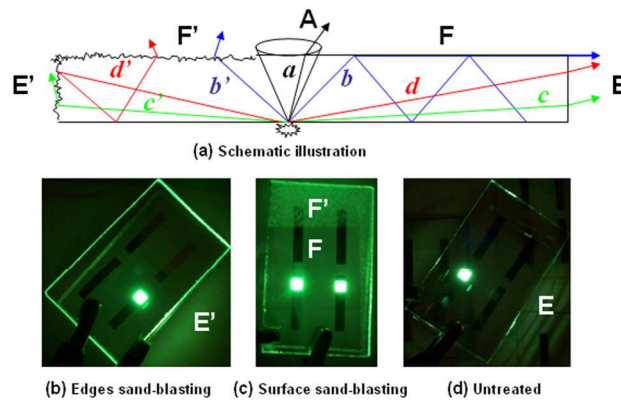 A
F' F
E' d' b' a b d c' c E
(a) Schematic illustration
F'
F
E' E
(b) Edges sand-blasting (c) Surface sand-blasting (d) Untreated